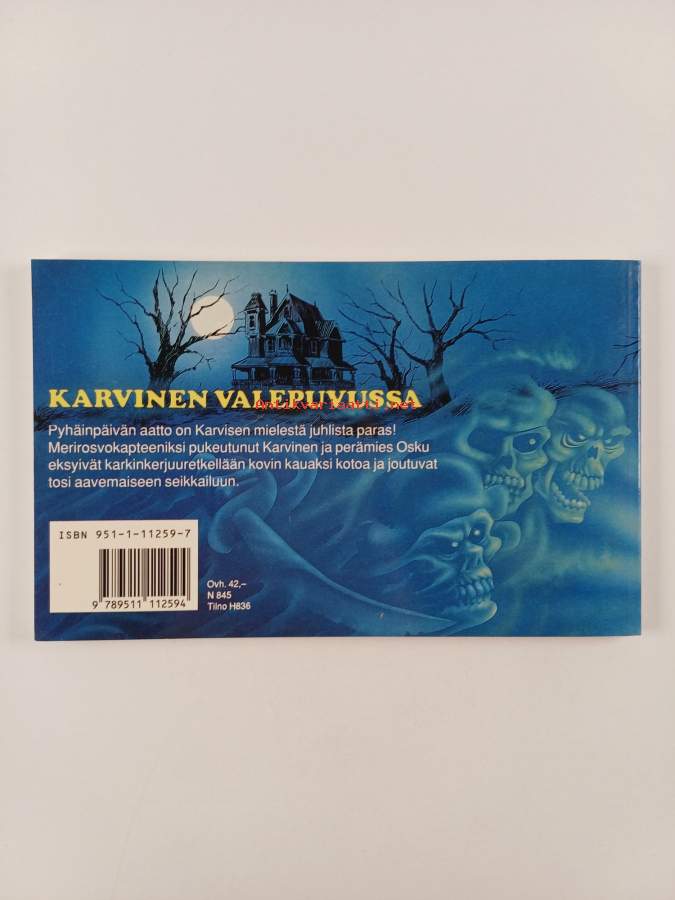 KARVINEN VALEPUVUSSA
Antikvariaatti.net
Pyhäinpäivän aatto on Karvisen mielestä juhlista paras!
Merirosvokapteeniksi pukeutunut Karvinen ja perämies Osku
eksyivät karkinkerjuuretkellään kovin kauaksi kotoa ja joutuvat
tosi aavemaiseen seikkailuun.
ISBN 951-1-11259-7
9 789511 112594
Ovh. 42,–
N 845
Tilno H836